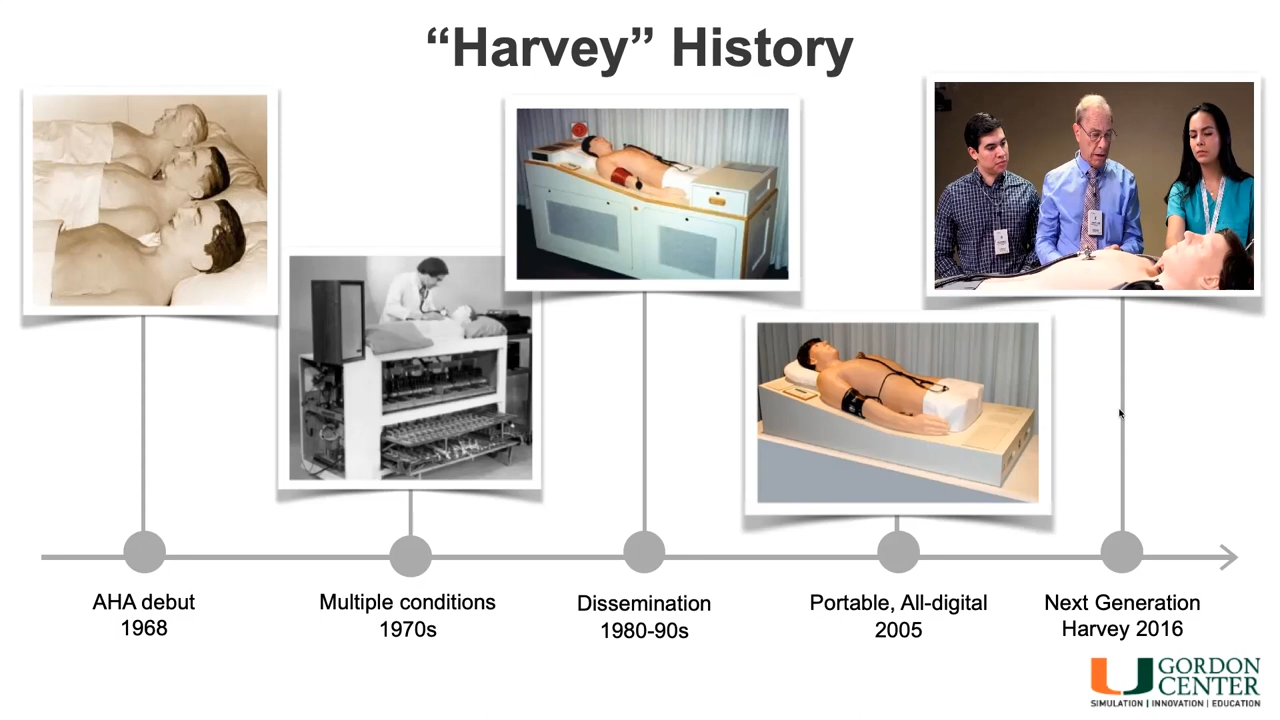 “Harvey” History
AHA debut
1968
Multiple conditions
1970s
Dissemination
1980-90s
Portable, All-digital
2005
Next Generation
Harvey 2016
GORDON
CENTER
SIMULATION | INNOVATION | EDUCATION